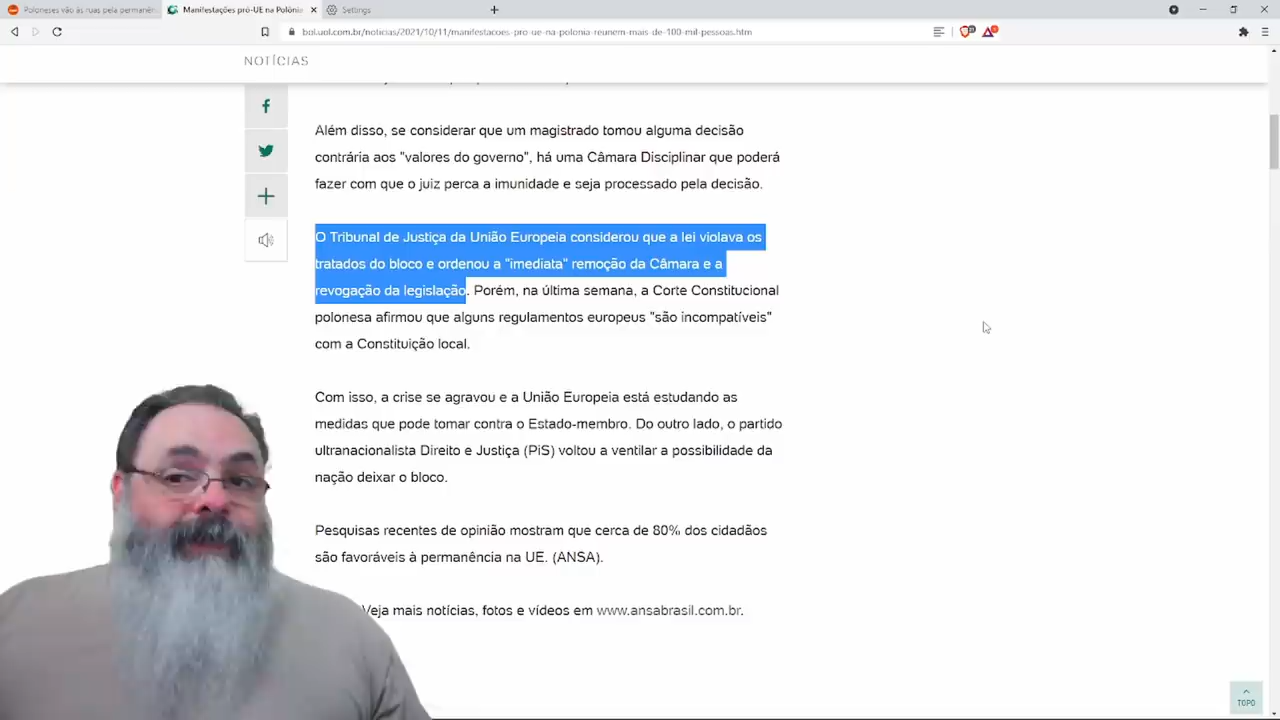 Poloneses vão às ruas pela permanên
Manifestações pró-UE na Polônia
Settings
bol.uol.com.br/noticias/2021/10/11/manifestacoes-pro-ue-na-polonia-reunem-mais-de-100-mil-pessoas.htm
NOTÍCIAS
Além disso, se considerar que um magistrado tomou alguma decisão
contrária aos "valores do governo", há uma Câmara Disciplinar que poderá
fazer com que o juiz perca a imunidade e seja processado pela decisão.
O Tribunal de Justiça da União Europeia considerou que a lei violava os
tratados do bloco e ordenou a "imediata" remoção da Câmara e a
revogação da legislação. Porém, na última semana, a Corte Constitucional
polonesa afirmou que alguns regulamentos europeus "são incompatíveis"
com a Constituição local.
Com isso, a crise se agravou e a União Europeia está estudando as
medidas que pode tomar contra o Estado-membro. Do outro lado, o partido
ultranacionalista Direito e Justiça (PiS) voltou a ventilar a possibilidade da
nação deixar o bloco.
Pesquisas recentes de opinião mostram que cerca de 80% dos cidadãos
são favoráveis à permanência na UE. (ANSA).
Veja mais notícias, fotos e vídeos em www.ansabrasil.com.br.
TOPO